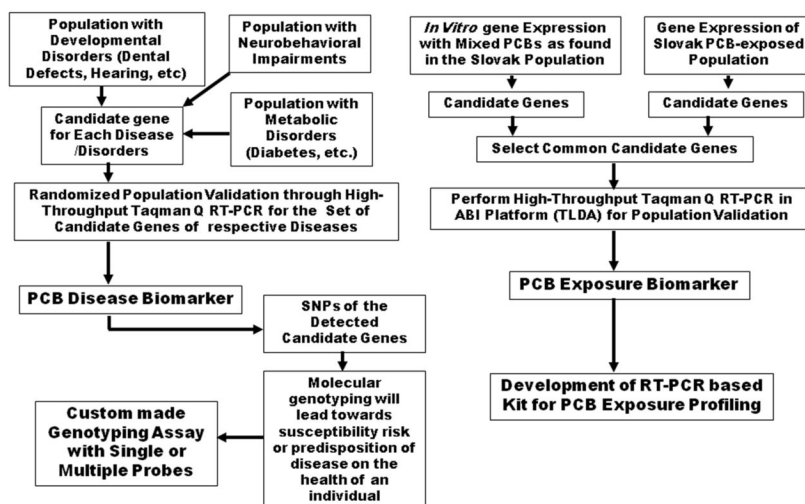 Population with
Developmental
Disorders (Dental
Defects, Hearing, etc)
Population with
Neurobehavioral
Impairments
Candidate gene
for Each Disease
/Disorders
Population with
Metabolic
Disorders
(Diabetes, etc.)
Randomized Population Validation through High-
Throughput Taqman Q RT-PCR for the Set of
Candidate Genes of respective Diseases
PCB Disease Biomarker
SNPs of the
Detected
Candidate Genes
Molecular
genotyping will
lead towards
susceptibility risk
or predisposition of
disease on the
health of an
individual
Custom made
Genotyping Assay
with Single or
Multiple Probes
In Vitro gene Expression
with Mixed PCBs as found
in the Slovak Population
Gene Expression of
Slovak PCB-exposed
Population
Candidate Genes
Candidate Genes
Select Common Candidate Genes
Perform High-Throughput Taqman Q RT-PCR in
ABI Platform (TLDA) for Population Validation
PCB Exposure Biomarker
Development of RT-PCR based
Kit for PCB Exposure Profiling